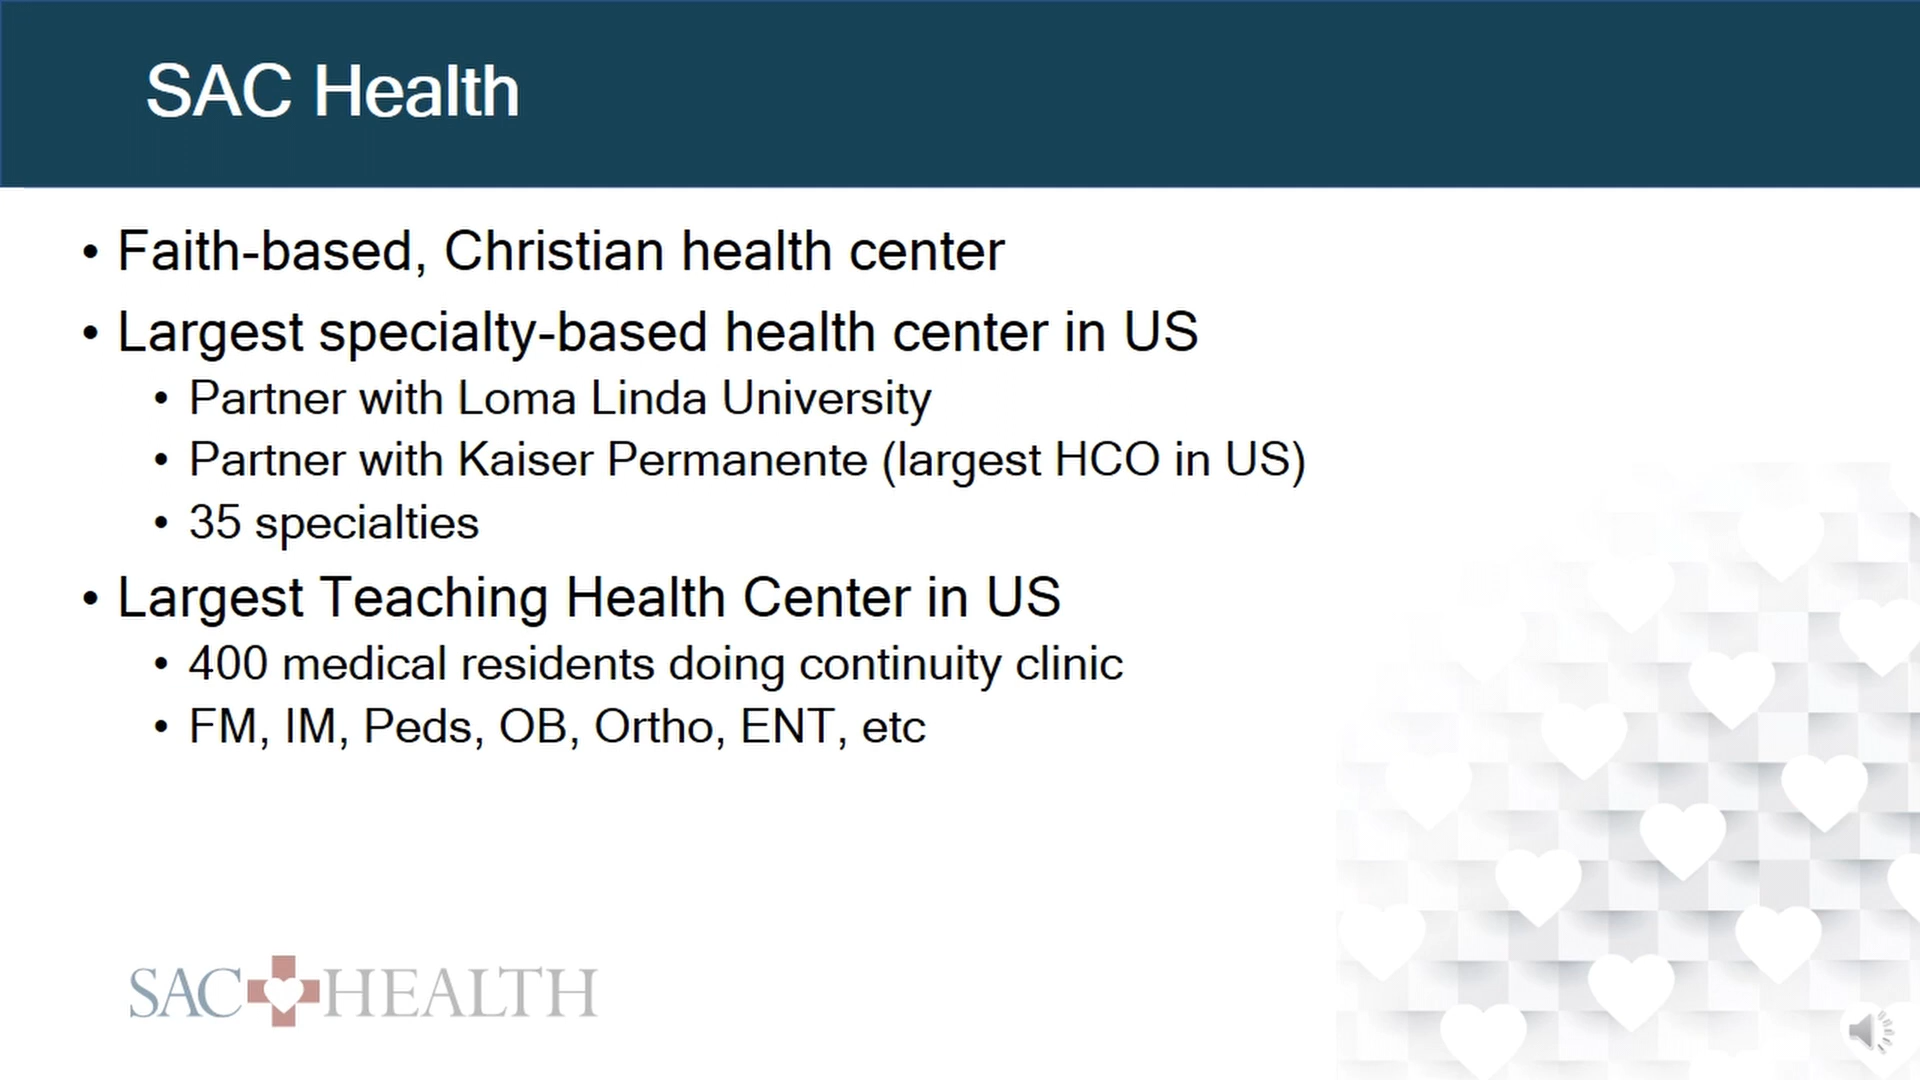 SAC Health
• Faith-based, Christian health center
• Largest specialty-based health center in US
• Partner with Loma Linda University
• Partner with Kaiser Permanente (largest HCO in US)
• 35 specialties
• Largest Teaching Health Center in US
• 400 medical residents doing continuity clinic
• FM, IM, Peds, OB, Ortho, ENT, etc
SAC HEALTH